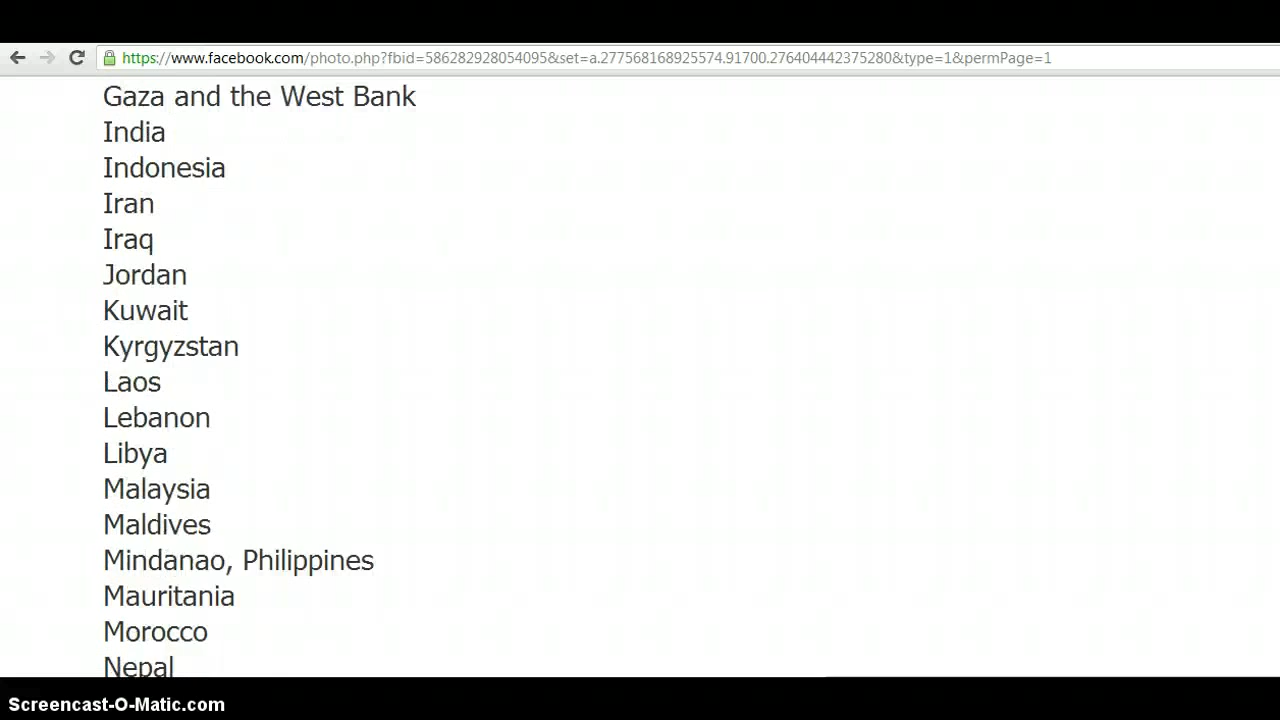 https://www.facebook.com/photo.php?fbid=586282928054095&set=a.277568168925574.91700.276404442375280&type=1&permPage=1
Gaza and the West Bank
India
Indonesia
Iran
Iraq
Jordan
Kuwait
Kyrgyzstan
Laos
Lebanon
Libya
Malaysia
Maldives
Mindanao, Philippines
Mauritania
Morocco
Nepal
Screencast-O-Matic.com